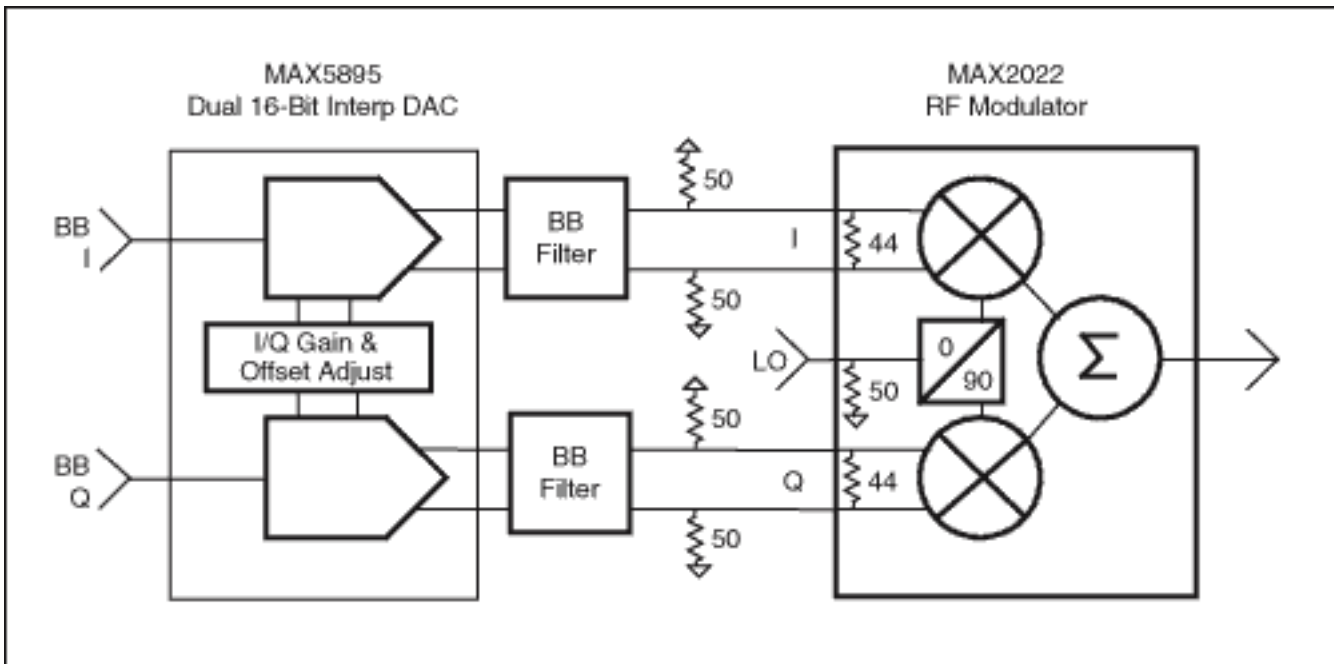 MAX5895
Dual 16-Bit Interp DAC
MAX2022
RF Modulator
BB
I
BB
Filter
50
I
50
44
I/Q Gain &
Offset Adjust
LO
0
90
50
Σ
BB
Q
BB
Filter
50
Q
50
44